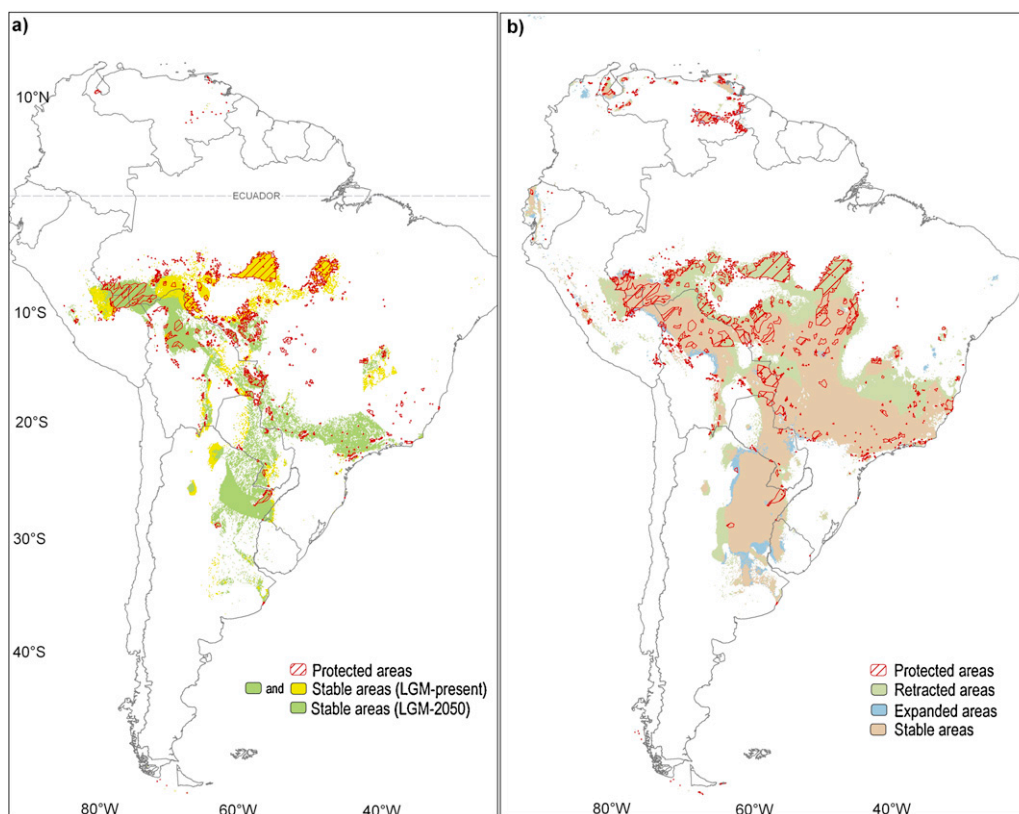 a)
10°N
ECUADOR
10°S
20°S
30°S
40°S
Protected areas
and Stable areas (LGM-present)
Stable areas (LGM-2050)
80°W 60°W 40°W
b)
Protected areas
Retracted areas
Expanded areas
Stable areas
80°W 60°W 40°W